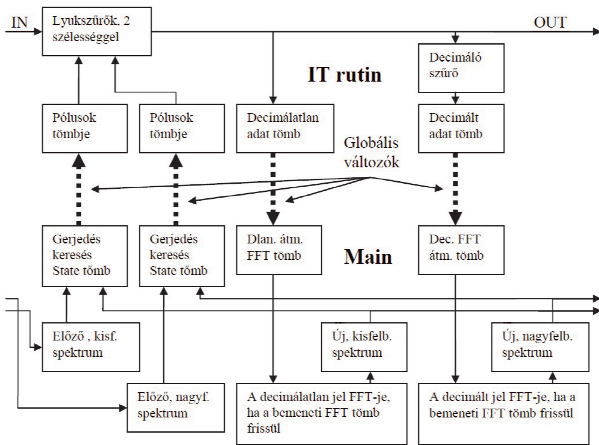 IN
Lyukszűrők, 2
szélességgel
OUT
Decimáló
szűrő
IT rutin
Pólusok
tömbje
Pólusok
tömbje
Decimálatlan
adat tömb
Decimált
adat tömb
Globális
változók
Gerjedés
keresés
State tömb
Gerjedés
keresés
State tömb
Dlan. átm.
FFT tömb
Main
Dec. FFT
átm. tömb
Előző , kisf.
spektrum
Új, kisfelb.
spektrum
Új, nagyfelb.
spektrum
Előző, nagyf.
spektrum
A decimálatlan jel FFT-je,
ha a bemeneti FFT tömb
frissül
A decimált jel FFT-je, ha a
bemeneti FFT tömb frissül